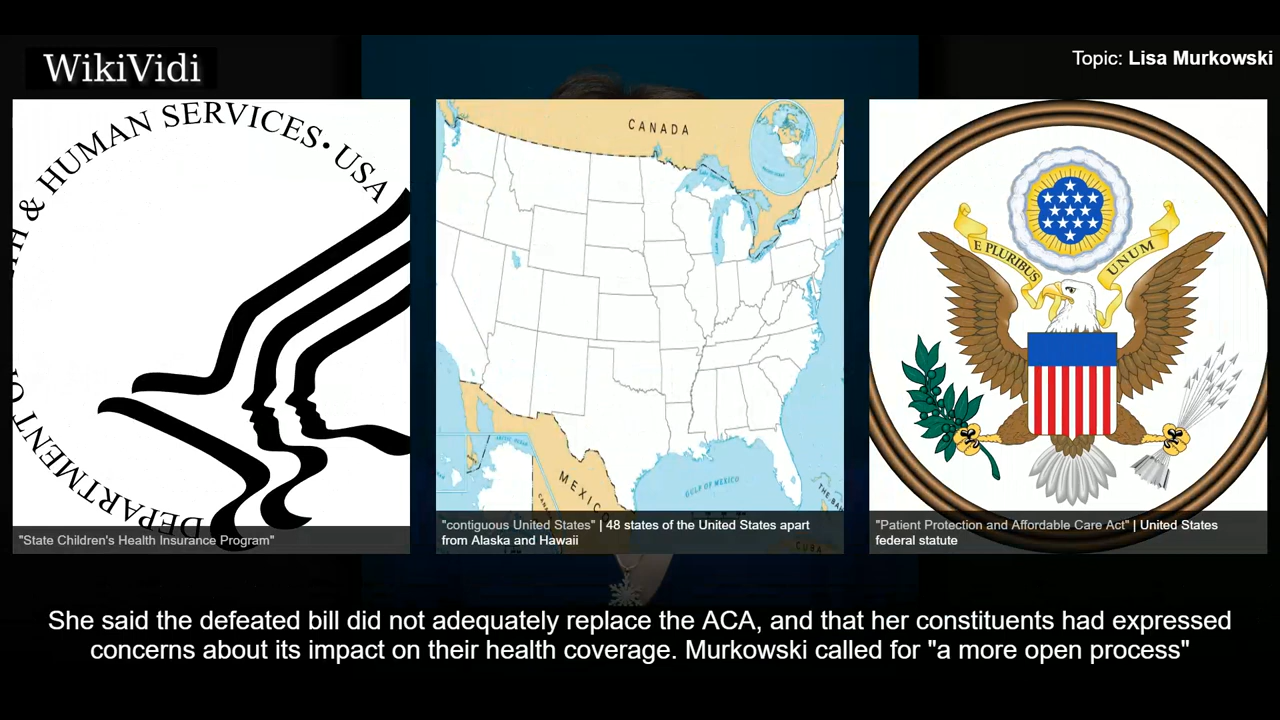 WikiVidi
Topic: Lisa Murkowski
& HUMAN SERVICES • USA
DEPARTMENT
"State Children's Health Insurance Program"
CANADA
MEXICO
GULF OF MEXICO
CUBA
"contiguous United States" | 48 states of the United States apart
from Alaska and Hawaii
E PLURIBUS
UNUM
"Patient Protection and Affordable Care Act" | United States
federal statute
She said the defeated bill did not adequately replace the ACA, and that her constituents had expressed
concerns about its impact on their health coverage. Murkowski called for "a more open process"